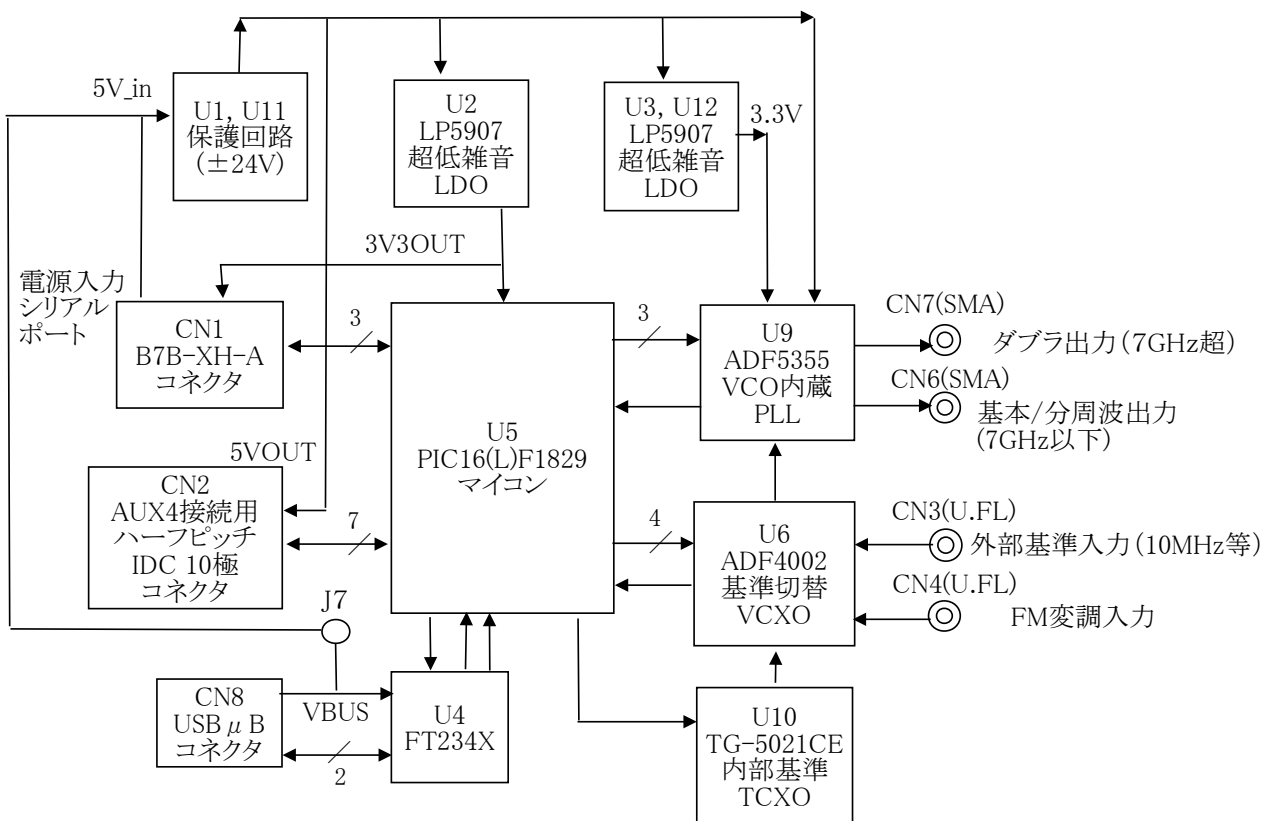 5V_in
U1, U11
保護回路
(±24V)
U2
LP5907
超低雑音
LDO
U3, U12
LP5907
超低雑音
LDO
3.3V
3V3OUT
電源入力
シリアル
ポート
CN1
B7B-XH-A
コネクタ
3
U5
PIC16(L)F1829
マイコン
3
U9
ADF5355
VCO内蔵
PLL
CN7(SMA)
ダブラ出力(7GHz超)
CN6(SMA)
基本/分周波出力
(7GHz以下)
5VOUT
CN2
AUX4接続用
ハーフピッチ
IDC 10極
コネクタ
7
4
U6
ADF4002
基準切替
VCXO
CN3(U.FL)
外部基準入力(10MHz等)
CN4(U.FL)
FM変調入力
J7
CN8
USBμB
コネクタ
VBUS
2
U4
FT234X
U10
TG-5021CE
内部基準
TCXO